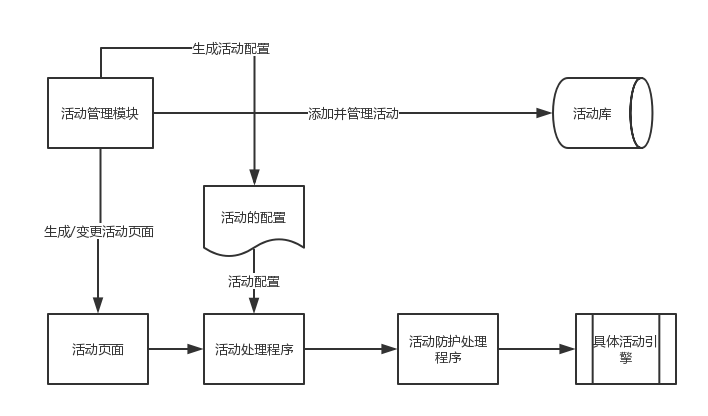 生成活动配置
活动管理模块
添加并管理活动
活动库
活动的配置
生成/变更活动页面
活动配置
活动页面
活动处理程序
活动防护处理
程序
具体活动引
擎